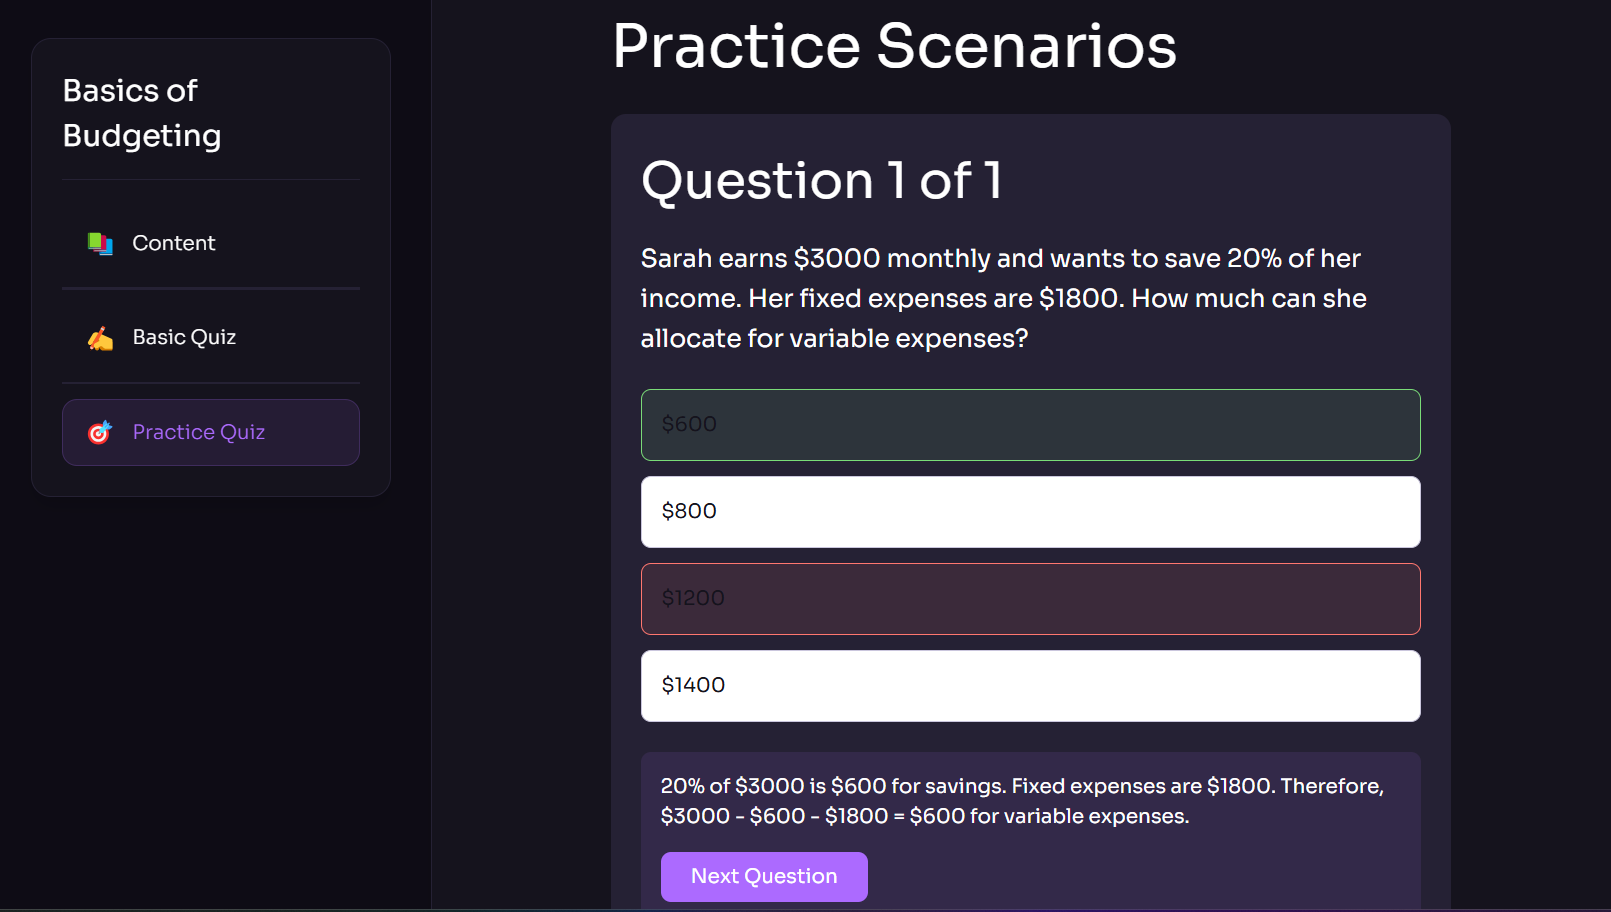 Basics of
Budgeting
Content
Basic Quiz
Practice Quiz
Practice Scenarios
Question 1 of 1
Sarah earns $3000 monthly and wants to save 20% of her
income. Her fixed expenses are $1800. How much can she
allocate for variable expenses?
$600
$800
$1200
$1400
20% of $3000 is $600 for savings. Fixed expenses are $1800. Therefore,
$3000 - $600 - $1800 = $600 for variable expenses.
Next Question